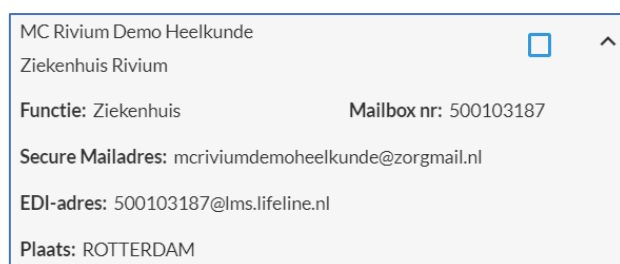 MC Rivium Demo Heelkunde
Ziekenhuis Rivium
Functie: Ziekenhuis Mailbox nr: 500103187
Secure Mailadres: mcriviumdemoheelkunde@zorgmail.nl
EDI-adres: 500103187@lms.lifeline.nl
Plaats: ROTTERDAM